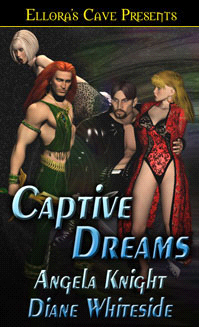 Ellora's Cave Presents
Captive
Dreams
Angela Knight
Diane Whiteside